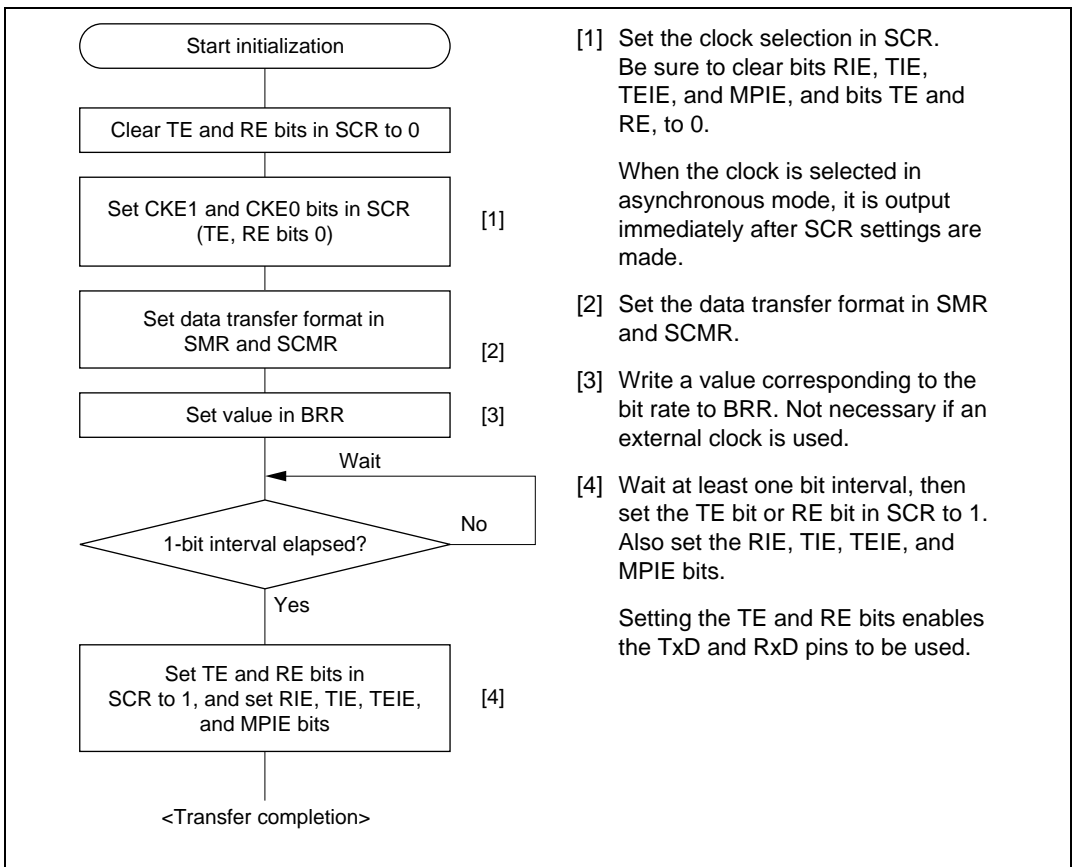 Start initialization
Clear TE and RE bits in SCR to 0
Set CKE1 and CKE0 bits in SCR
(TE, RE bits 0)
[1]
Set data transfer format in
SMR and SCMR
[2]
Set value in BRR
[3]
Wait
No
1-bit interval elapsed?
Yes
Set TE and RE bits in
SCR to 1, and set RIE, TIE, TEIE,
and MPIE bits
[4]
<Transfer completion>
[1] Set the clock selection in SCR.
Be sure to clear bits RIE, TIE,
TEIE, and MPIE, and bits TE and
RE, to 0.
When the clock is selected in
asynchronous mode, it is output
immediately after SCR settings are
made.
[2] Set the data transfer format in SMR
and SCMR.
[3] Write a value corresponding to the
bit rate to BRR. Not necessary if an
external clock is used.
[4] Wait at least one bit interval, then
set the TE bit or RE bit in SCR to 1.
Also set the RIE, TIE, TEIE, and
MPIE bits.
Setting the TE and RE bits enables
the TxD and RxD pins to be used.